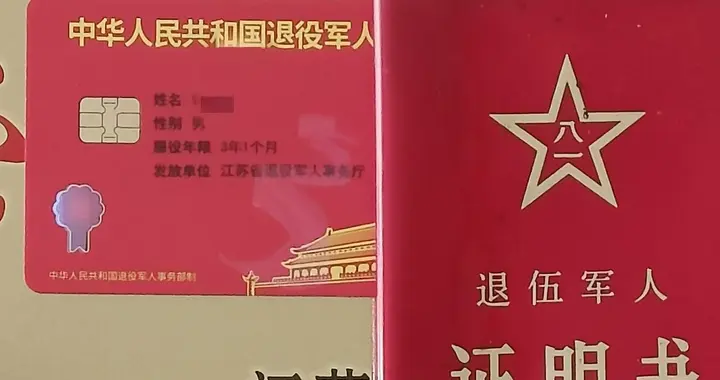 中华人民共和国退役军人
姓名
性别 男
服役年限 3年1个月
发放单位 江苏省退役军人事务厅
中华人民共和国退役军人事务部制
八一
退伍军人
证明书